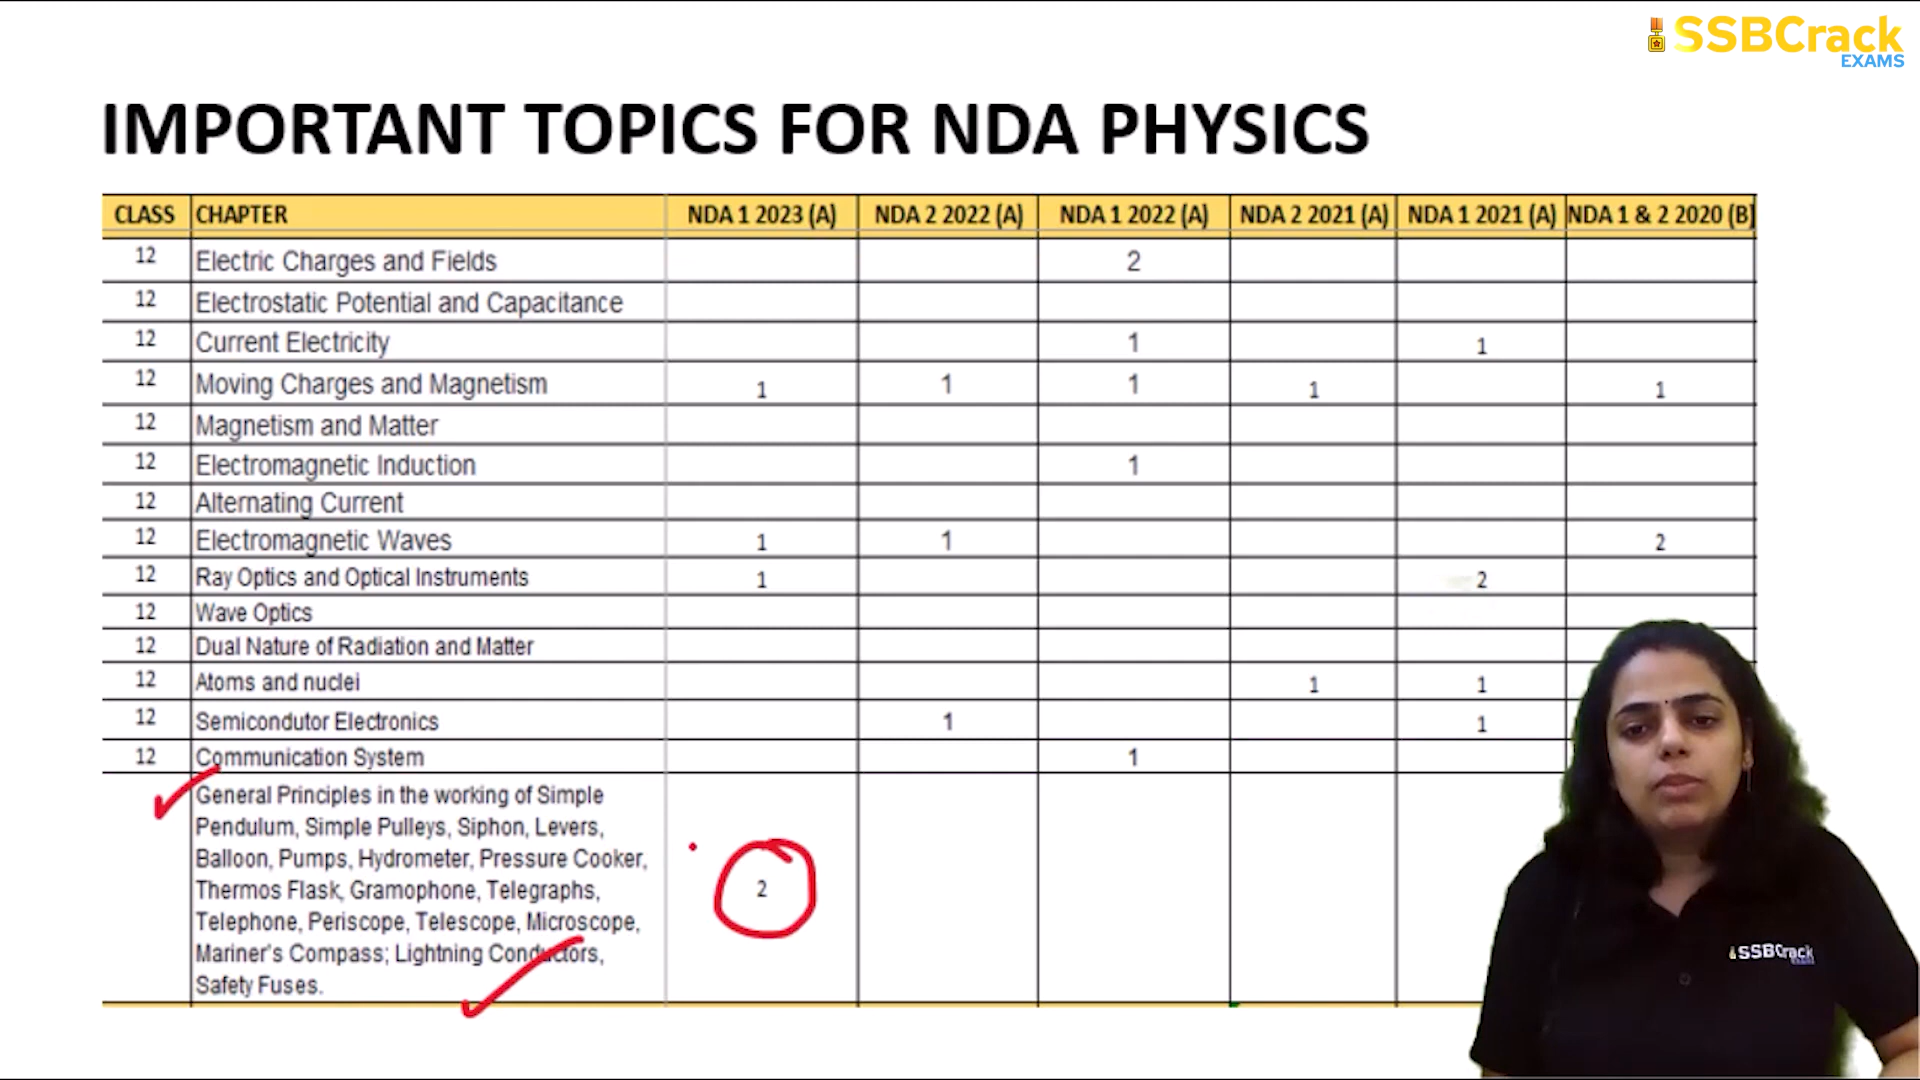 SSBCrack
EXAMS
IMPORTANT TOPICS FOR NDA PHYSICS
CLASS CHAPTER NDA 1 2023 (A) NDA 2 2022 (A) NDA 1 2022 (A) NDA 2 2021 (A) NDA 1 2021 (A) NDA 1 & 2 2020 (B)
12 Electric Charges and Fields 2
12 Electrostatic Potential and Capacitance
12 Current Electricity 1 1
12 Moving Charges and Magnetism 1 1 1 1 1
12 Magnetism and Matter
12 Electromagnetic Induction 1
12 Alternating Current
12 Electromagnetic Waves 1 1 2
12 Ray Optics and Optical Instruments 1 2
12 Wave Optics
12 Dual Nature of Radiation and Matter
12 Atoms and nuclei 1 1
12 Semicondutor Electronics 1 1
12 Communication System 1
General Principles in the working of Simple
Pendulum, Simple Pulleys, Siphon, Levers,
Balloon, Pumps, Hydrometer, Pressure Cooker,
Thermos Flask, Gramophone, Telegraphs, 2
Telephone, Periscope, Telescope, Microscope,
Mariner's Compass; Lightning Conductors,
Safety Fuses.
SSBCrack
EXAMS